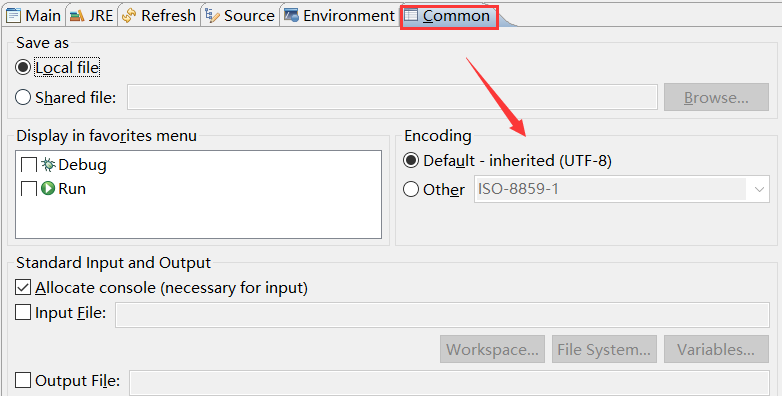 Main JRE Refresh Source Environment Common
Save as
Local file
Shared file: Browse...
Display in favorites menu
Debug
Run
Encoding
Default - inherited (UTF-8)
Other ISO-8859-1
Standard Input and Output
Allocate console (necessary for input)
Input File:
Workspace... File System... Variables...
Output File: